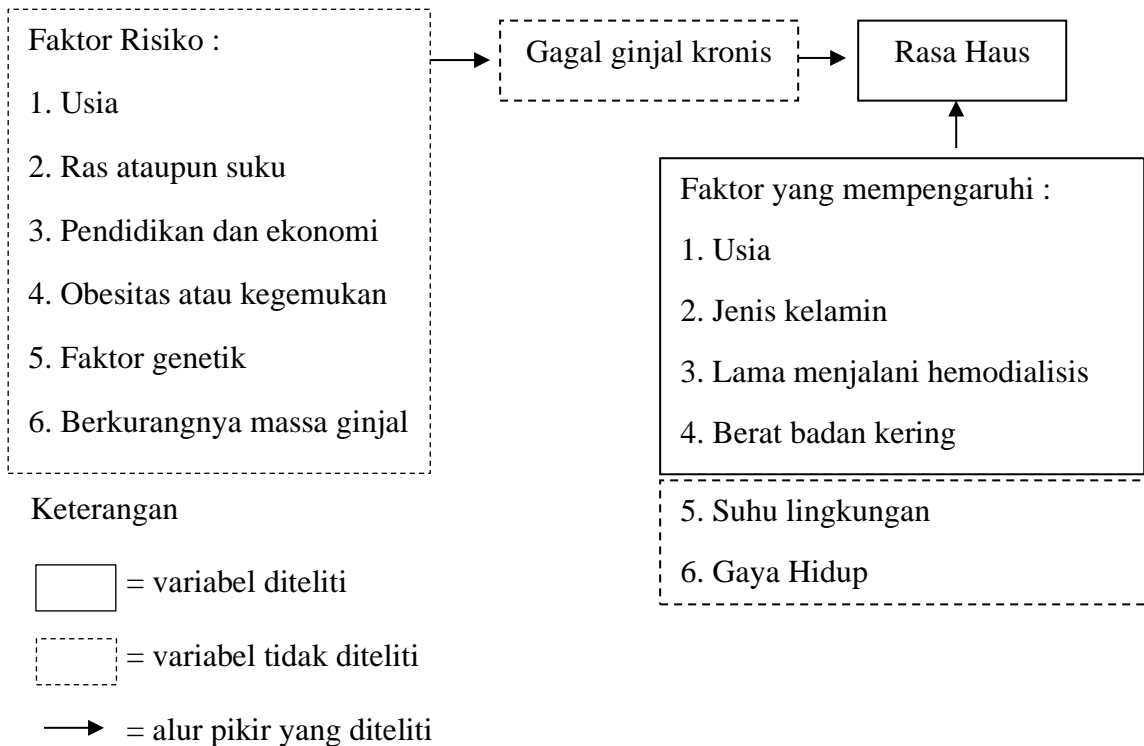 Faktor Risiko :
1. Usia
2. Ras ataupun suku
3. Pendidikan dan ekonomi
4. Obesitas atau kegemukan
5. Faktor genetik
6. Berkurangnya massa ginjal
Gagal ginjal kronis
Rasa Haus
Faktor yang mempengaruhi :
1. Usia
2. Jenis kelamin
3. Lama menjalani hemodialisis
4. Berat badan kering
5. Suhu lingkungan
6. Gaya Hidup
Keterangan
= variabel diteliti
= variabel tidak diteliti
= alur pikir yang diteliti